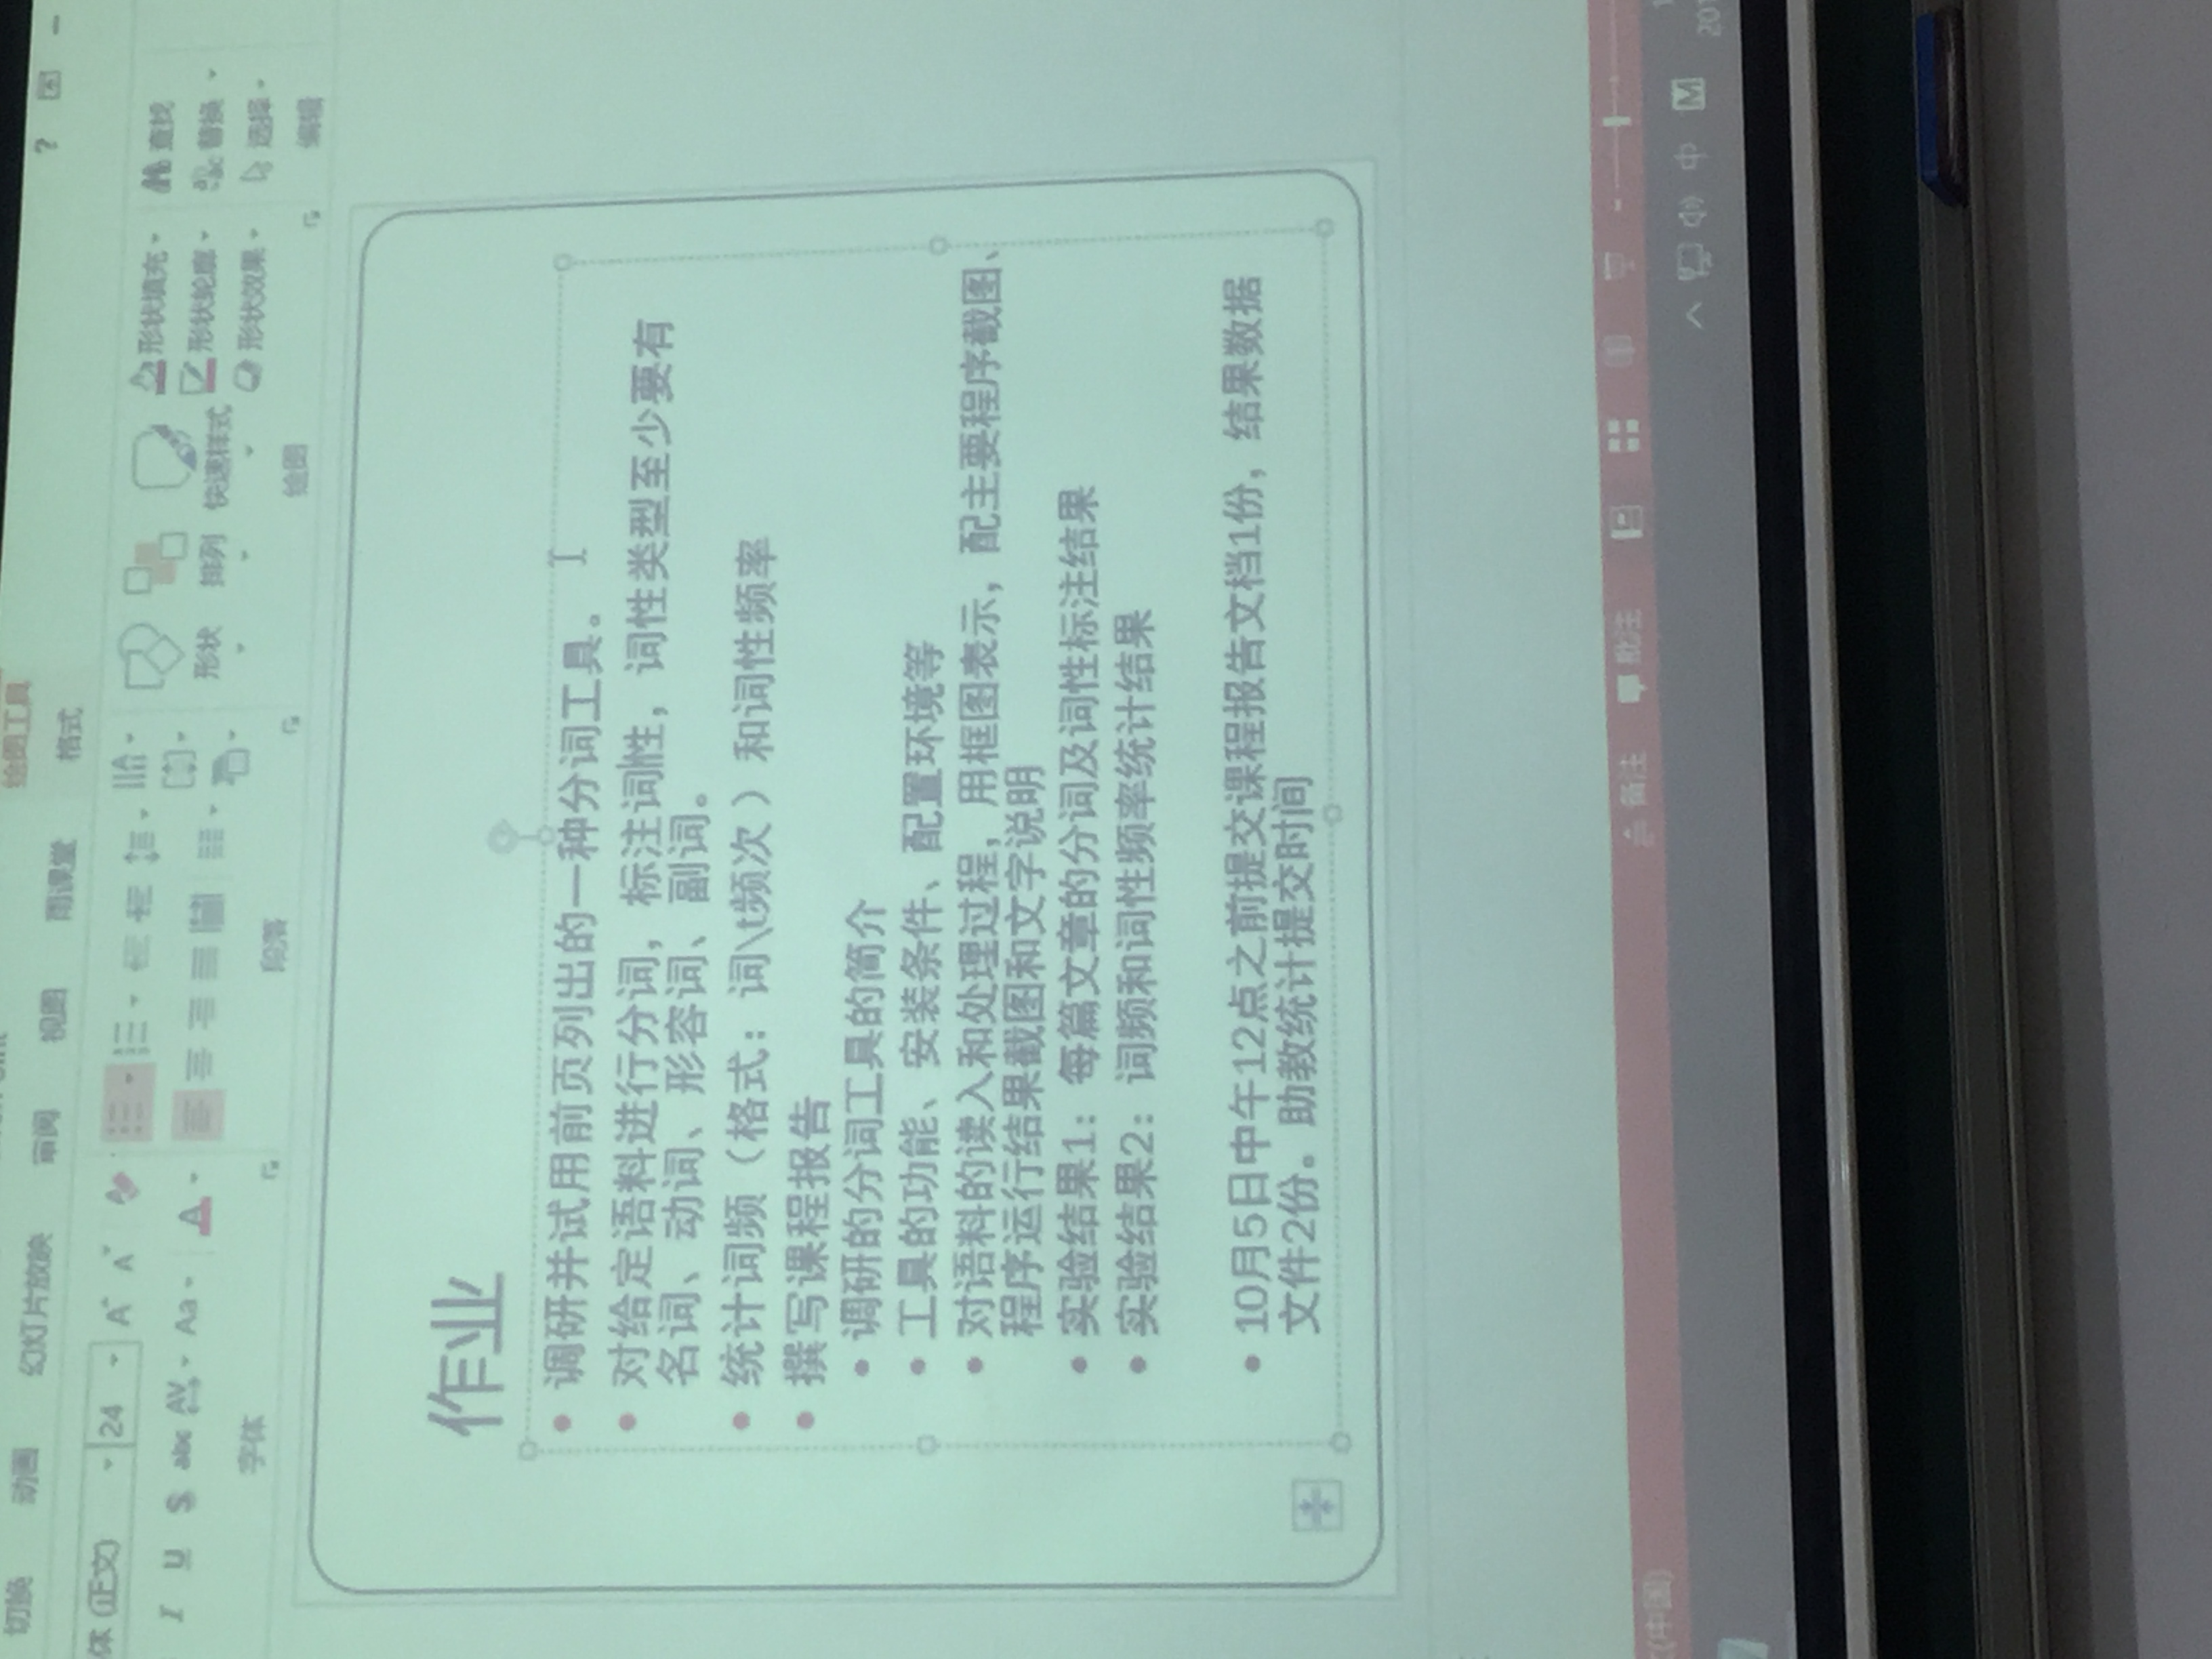 绘图工具
切换 动画 幻灯片放映 审阅 视图 雨课堂 格式 ?
体 (正文) 24 A A
I U S abc AV Aa A
形状 排列 快速样式
形状填充 查找
形状轮廓 替换
形状效果 选择
字体 段落 绘图 编辑
作业
• 调研并试用前页列出的一种分词工具。
• 对给定语料进行分词，标注词性，词性类型至少要有
名词、动词、形容词、副词。
• 统计词频（格式：词\t频次 ）和词性频率
• 撰写课程报告
• 调研的分词工具的简介
• 工具的功能、安装条件、配置环境等
• 对语料的读入和处理过程，用框图表示，配主要程序截图、
程序运行结果截图和文字说明
• 实验结果1：每篇文章的分词及词性标注结果
• 实验结果2：词频和词性频率统计结果
• 10月5日中午12点之前提交课程报告文档1份，结果数据
文件2份。助教统计提交时间
(中国) 备注 批注
中 M